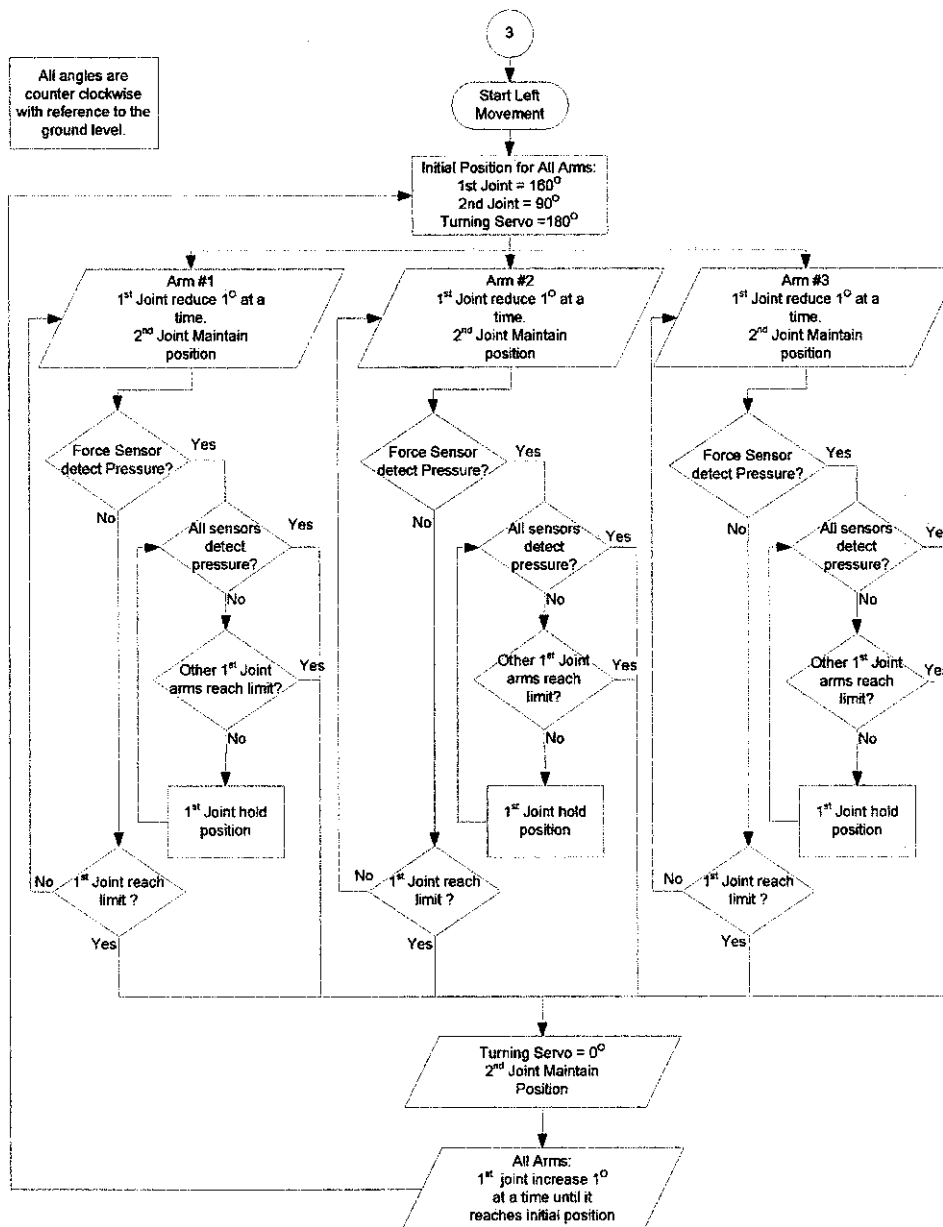 3
All angles are
counter clockwise
with reference to the
ground level.
Start Left
Movement
Initial Position for All Arms:
1st Joint = 160°
2nd Joint = 90°
Turning Servo =180°
Arm #1
1st Joint reduce 1° at a
time.
2nd Joint Maintain
position
Arm #2
1st Joint reduce 1° at a
time.
2nd Joint Maintain
position
Arm #3
1st Joint reduce 1° at a
time.
2nd Joint Maintain
position
Force Sensor
detect Pressure?
Yes
No
All sensors
detect
pressure?
Yes
No
Other 1st Joint
arms reach limit?
Yes
No
1st Joint hold
position
1st Joint reach
limit ?
No
Yes
Force Sensor
detect Pressure?
Yes
No
All sensors
detect
pressure?
Yes
No
Other 1st Joint
arms reach limit?
Yes
No
1st Joint hold
position
1st Joint reach
limit ?
No
Yes
Force Sensor
detect Pressure?
Yes
No
All sensors
detect
pressure?
Yes
No
Other 1st Joint
arms reach limit?
Yes
No
1st Joint hold
position
1st Joint reach
limit ?
No
Yes
Turning Servo = 0°
2nd Joint Maintain
Position
All Arms:
1st joint increase 1°
at a time until it
reaches initial position